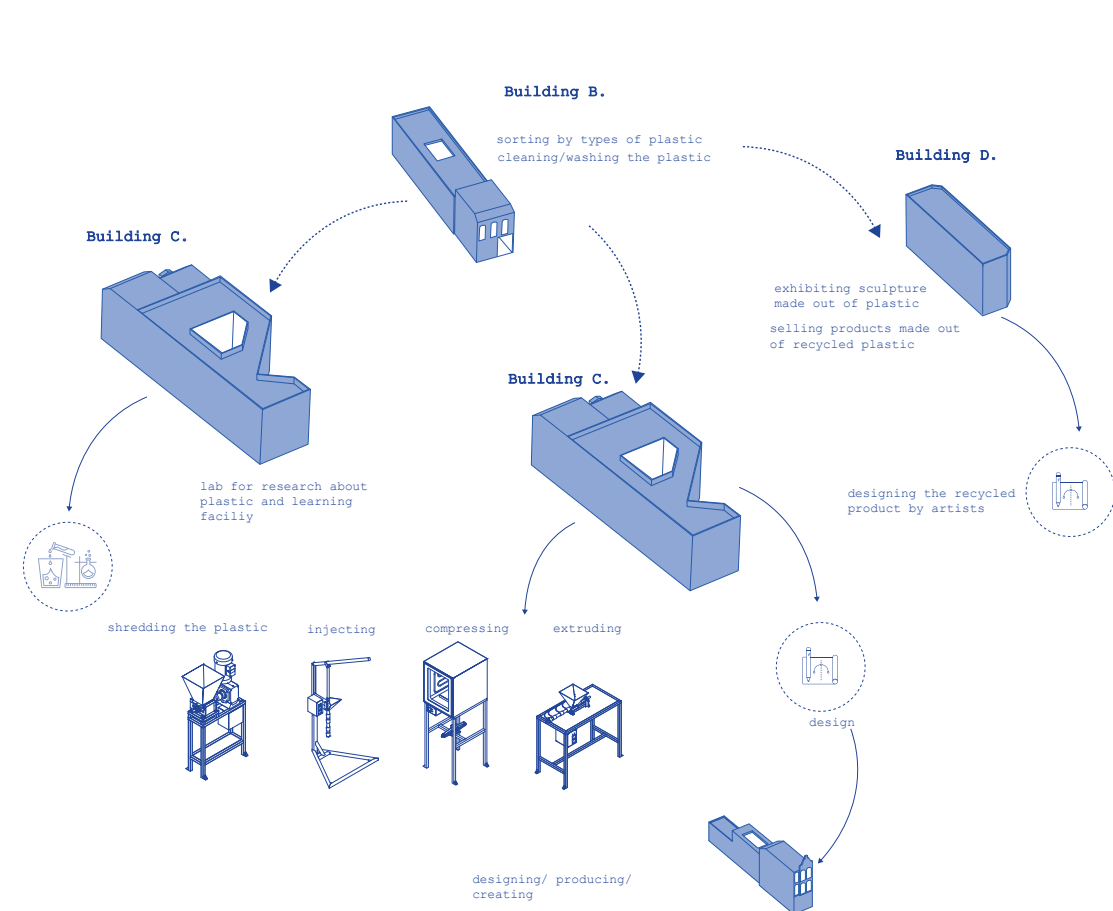 Building B.
sorting by types of plastic
cleaning/washing the plastic
Building D.
Building C.
exhibiting sculpture
made out of plastic
selling products made out
of recycled plastic
Building C.
lab for research about
plastic and learning
faciliy
designing the recycled
product by artists
shredding the plastic
injecting
compressing
extruding
design
designing/ producing/
creating